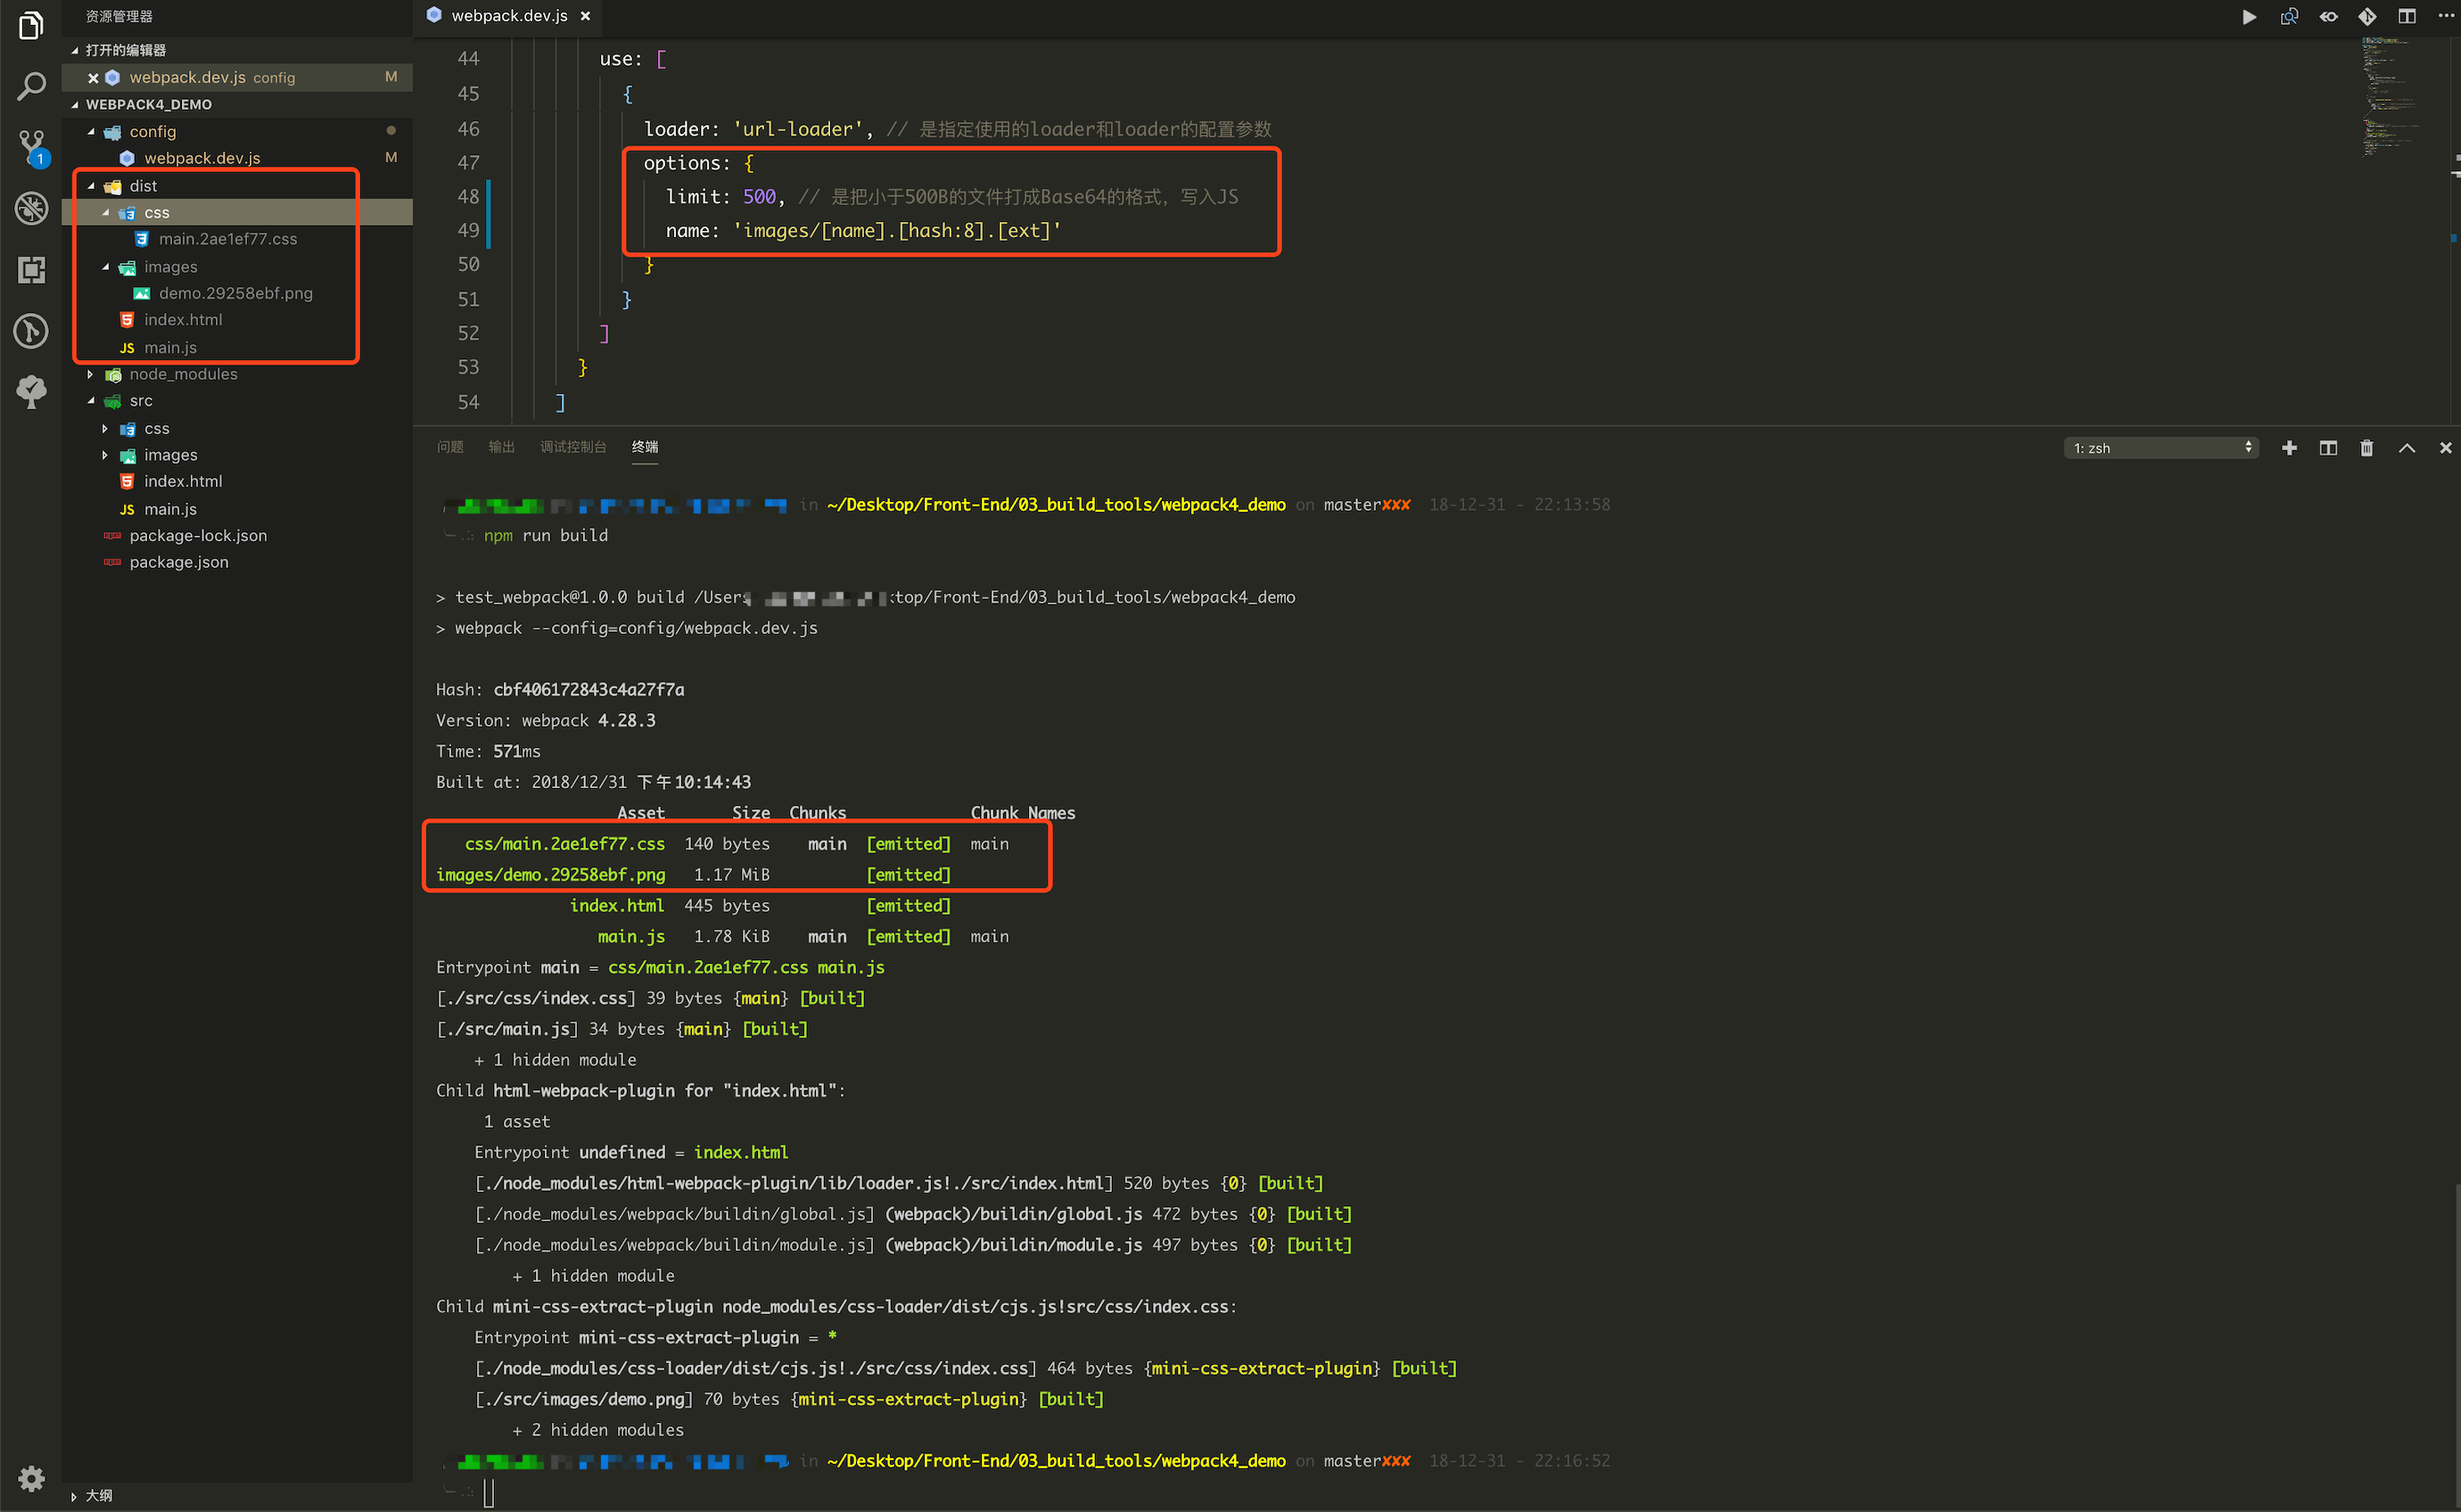 资源管理器
打开的编辑器
webpack.dev.js config M
WEBPACK4_DEMO
config
webpack.dev.js M
dist
css
main.2ae1ef77.css
images
demo.29258ebf.png
index.html
main.js
node_modules
src
css
images
index.html
main.js
package-lock.json
package.json
大纲
1
webpack.dev.js
44 use: [
45 {
46 loader: 'url-loader', // 是指定使用的loader和loader的配置参数
47 options: {
48 limit: 500, // 是把小于500B的文件打成Base64的格式，写入JS
49 name: 'images/[name].[hash:8].[ext]'
50 }
51 }
52 ]
53 }
54 ]
问题 输出 调试控制台 终端 1: zsh
in ~/Desktop/Front-End/03_build_tools/webpack4_demo on master✘✘✘ 18-12-31 - 22:13:58
npm run build
> test_webpack@1.0.0 build /Users top/Front-End/03_build_tools/webpack4_demo
> webpack --config=config/webpack.dev.js
Hash: cbf406172843c4a27f7a
Version: webpack 4.28.3
Time: 571ms
Built at: 2018/12/31 下午10:14:43
Asset Size Chunks Chunk Names
css/main.2ae1ef77.css 140 bytes main [emitted] main
images/demo.29258ebf.png 1.17 MiB [emitted]
index.html 445 bytes [emitted]
main.js 1.78 KiB main [emitted] main
Entrypoint main = css/main.2ae1ef77.css main.js
[./src/css/index.css] 39 bytes {main} [built]
[./src/main.js] 34 bytes {main} [built]
+ 1 hidden module
Child html-webpack-plugin for "index.html":
1 asset
Entrypoint undefined = index.html
[./node_modules/html-webpack-plugin/lib/loader.js!./src/index.html] 520 bytes {0} [built]
[./node_modules/webpack/buildin/global.js] (webpack)/buildin/global.js 472 bytes {0} [built]
[./node_modules/webpack/buildin/module.js] (webpack)/buildin/module.js 497 bytes {0} [built]
+ 1 hidden module
Child mini-css-extract-plugin node_modules/css-loader/dist/cjs.js!src/css/index.css:
Entrypoint mini-css-extract-plugin = *
[./node_modules/css-loader/dist/cjs.js!./src/css/index.css] 464 bytes {mini-css-extract-plugin} [built]
[./src/images/demo.png] 70 bytes {mini-css-extract-plugin} [built]
+ 2 hidden modules
in ~/Desktop/Front-End/03_build_tools/webpack4_demo on master✘✘✘ 18-12-31 - 22:16:52